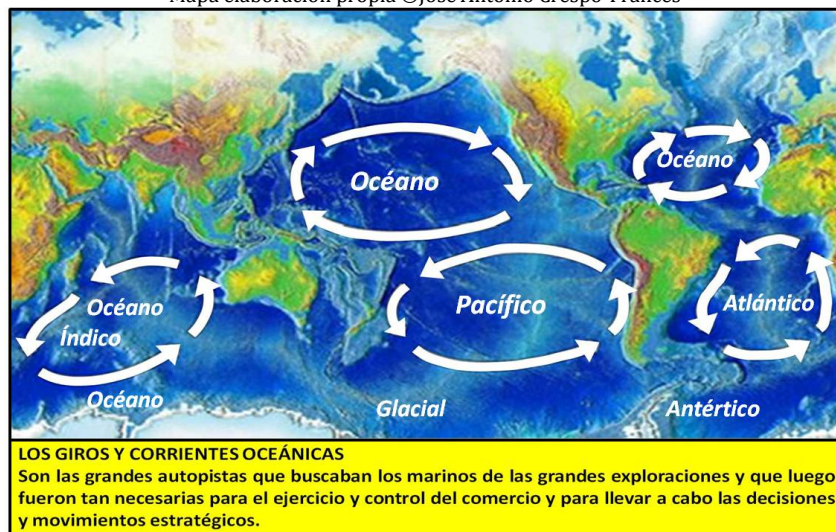 Mapa elaboración propia ©José Antonio Crespo-Francés
Océano
Océano
Océano
Índico
Pacífico
Atlántico
Océano
Glacial
Antértico
LOS GIROS Y CORRIENTES OCEÁNICAS
Son las grandes autopistas que buscaban los marinos de las grandes exploraciones y que luego
fueron tan necesarias para el ejercicio y control del comercio y para llevar a cabo las decisiones
y movimientos estratégicos.